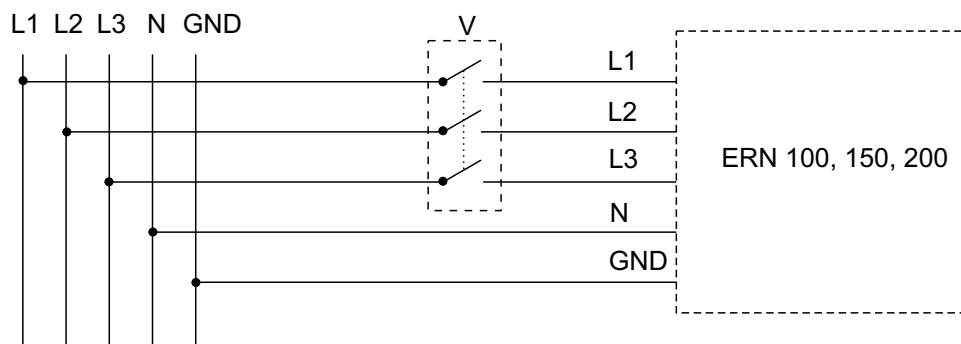 L1 L2 L3 N GND
V
L1
L2
L3
ERN 100, 150, 200
N
GND